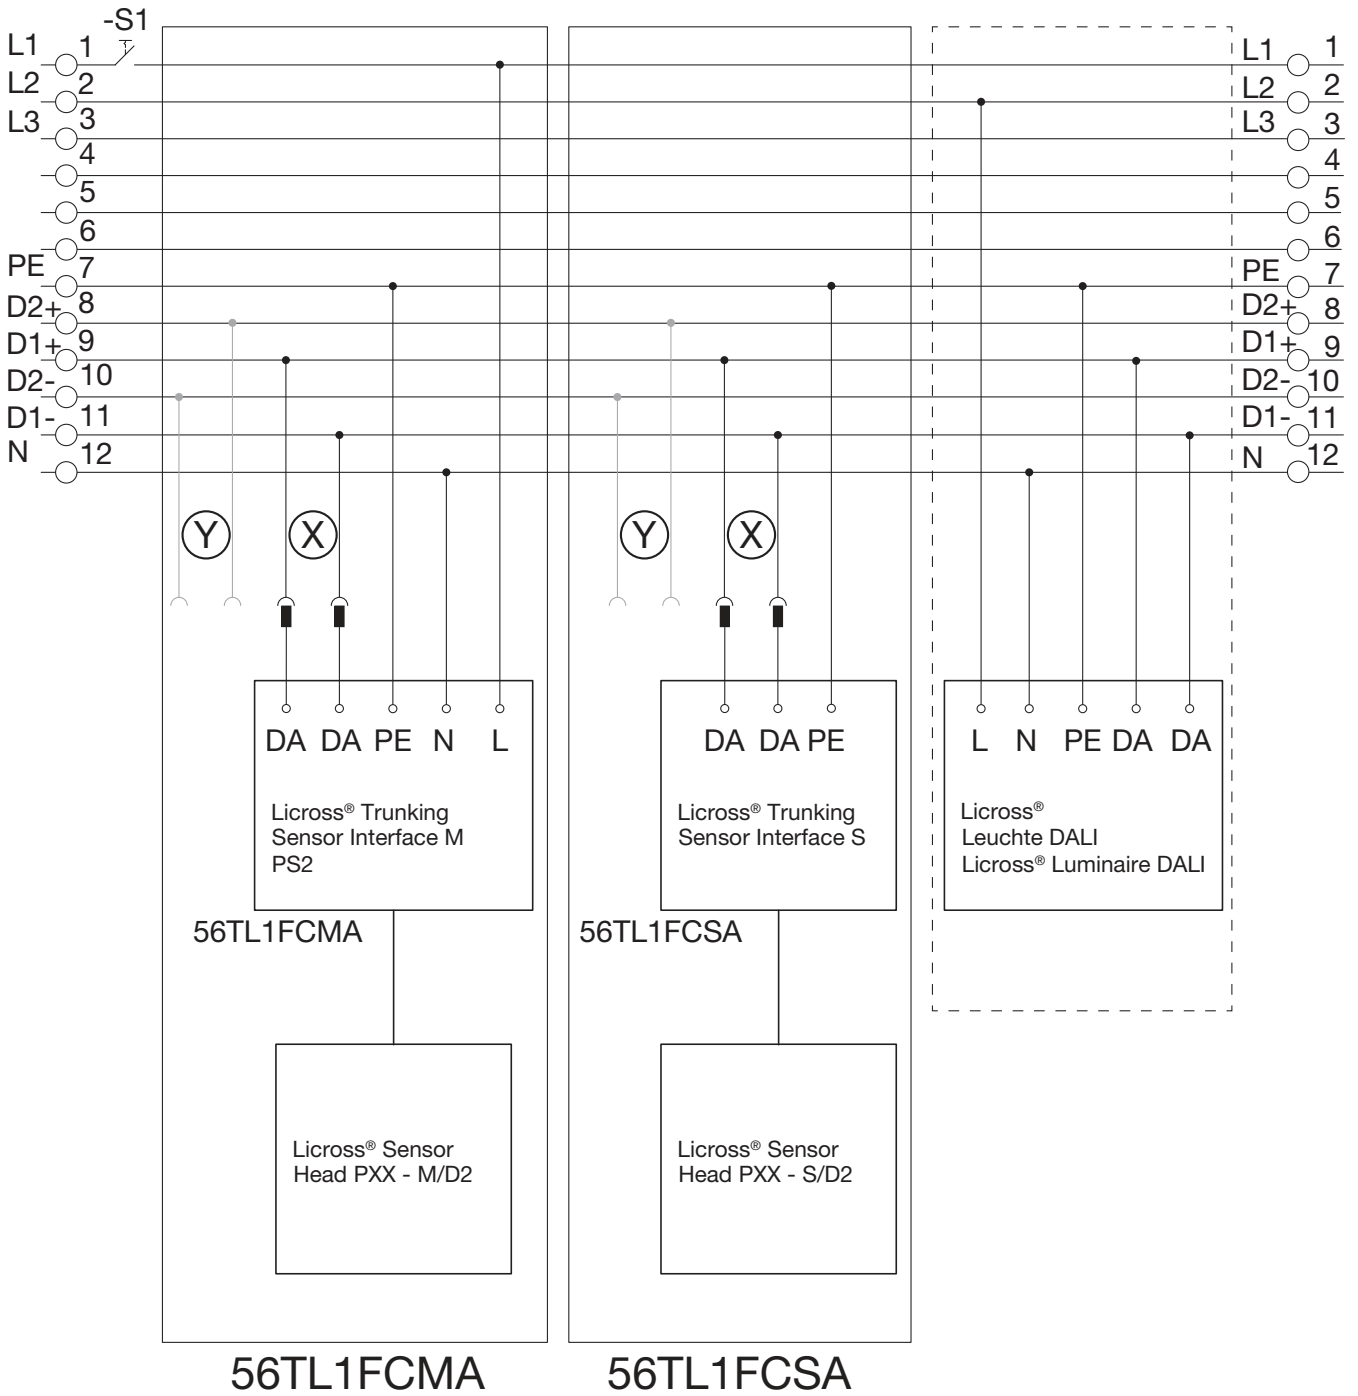 -S1
L1 1
L2 2
L3 3
4
5
6
PE 7
D2+ 8
D1+ 9
D2- 10
D1- 11
N 12
L1 1
L2 2
L3 3
4
5
6
PE 7
D2+ 8
D1+ 9
D2- 10
D1- 11
N 12
Y X
Y X
DA DA PE N L
Licross® Trunking
Sensor Interface M
PS2
56TL1FCMA
Licross® Sensor
Head PXX - M/D2
56TL1FCMA
DA DA PE
Licross® Trunking
Sensor Interface S
56TL1FCSA
Licross® Sensor
Head PXX - S/D2
56TL1FCSA
L N PE DA DA
Licross®
Leuchte DALI
Licross® Luminaire DALI